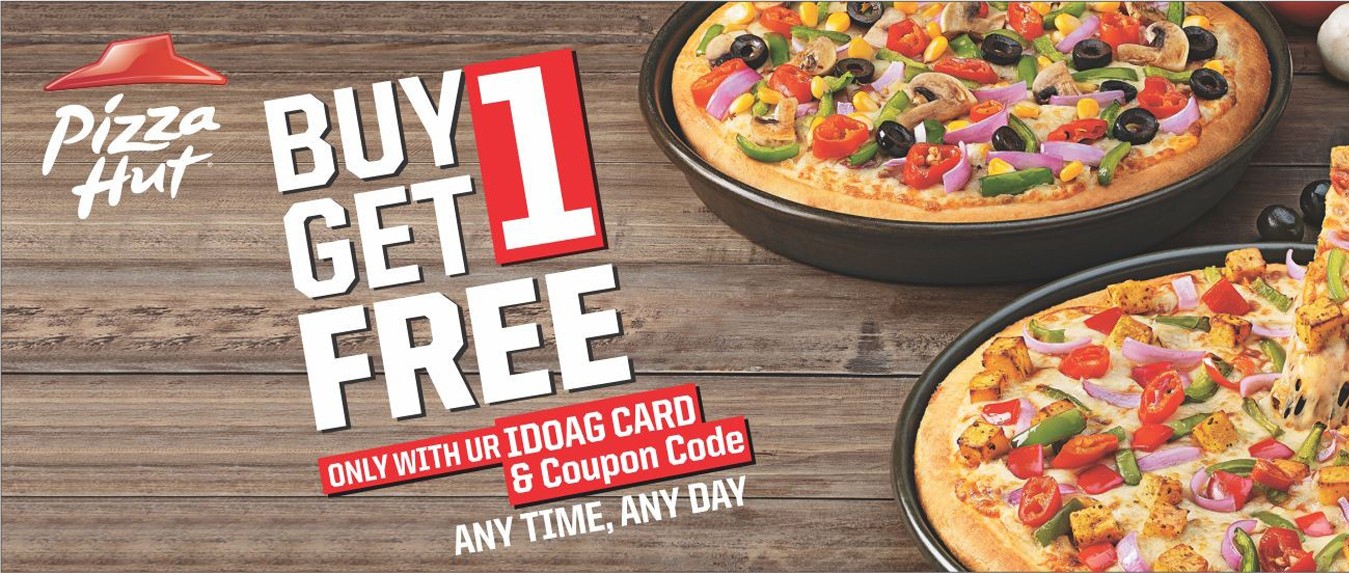 Pizza
Hut
BUY 1
GET
FREE
ONLY WITH UR IDOAG CARD
& Coupon Code
ANY TIME, ANY DAY